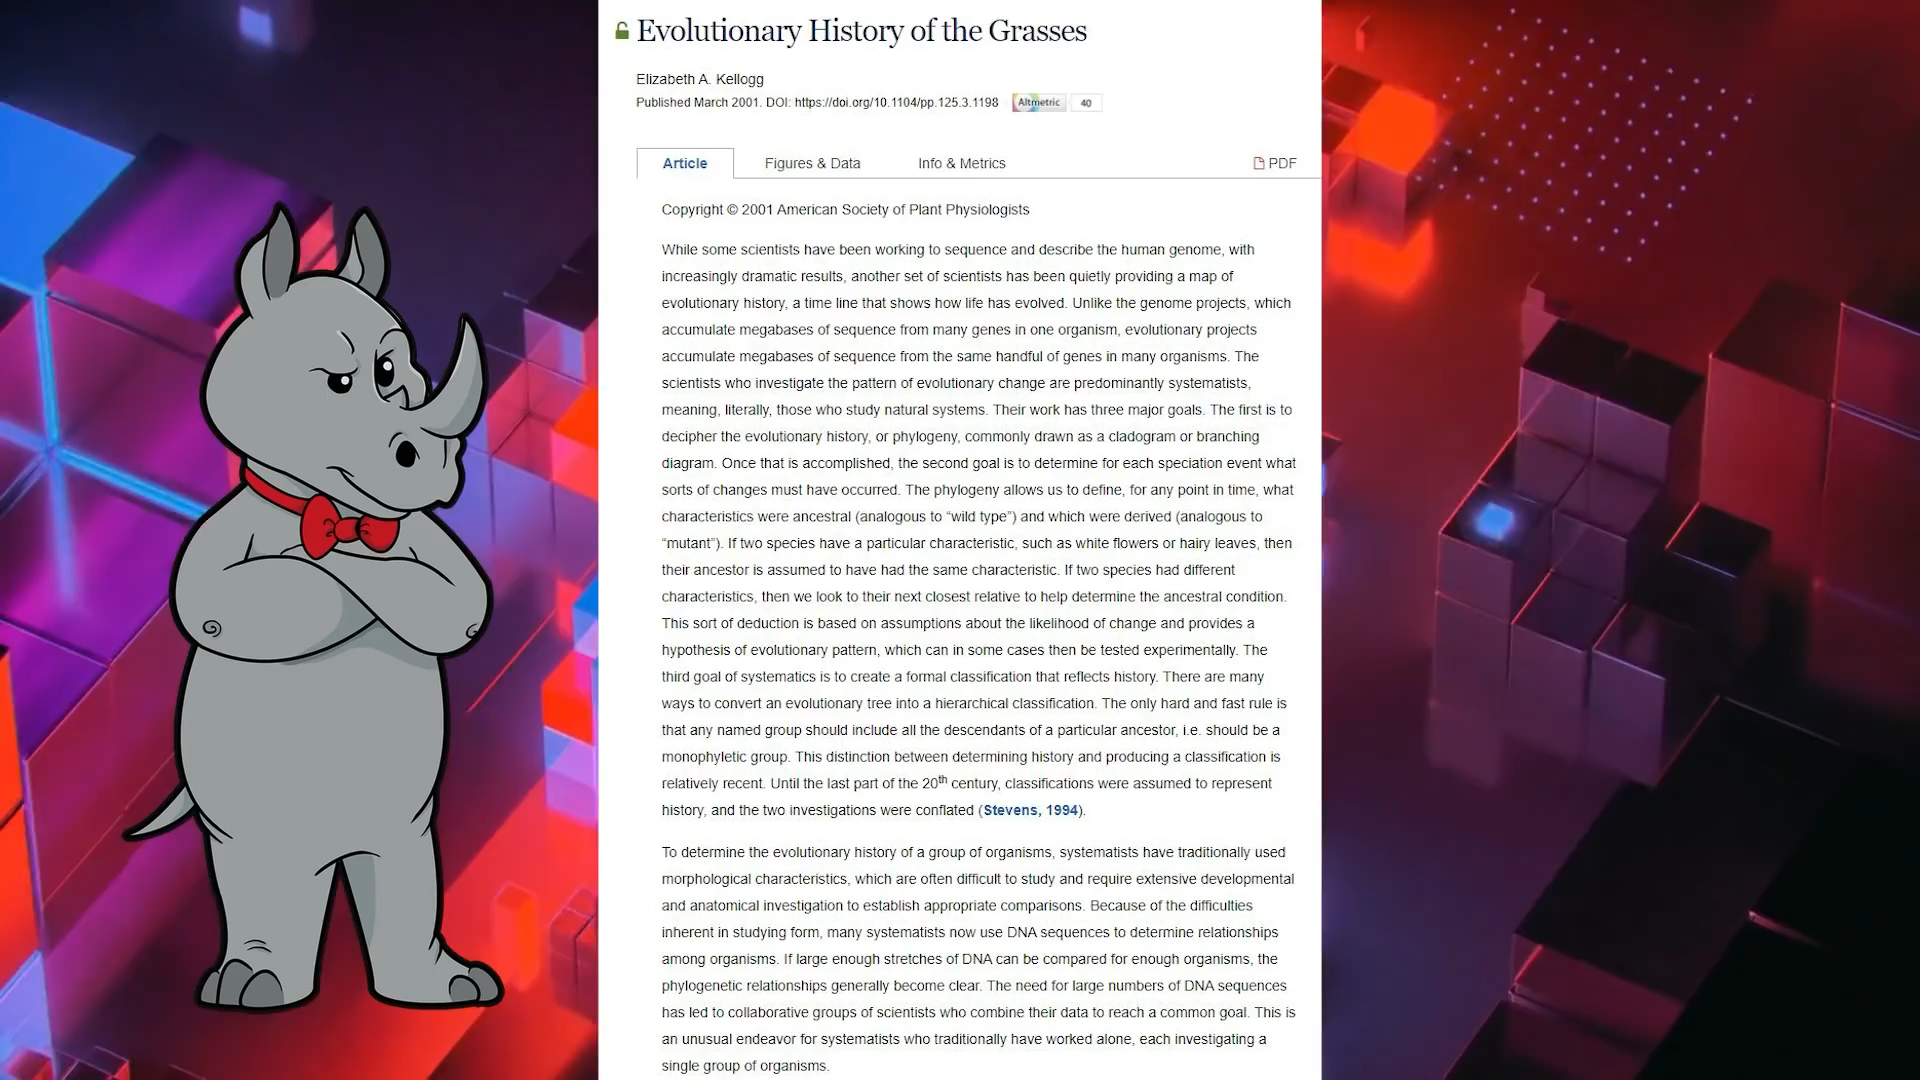 Evolutionary History of the Grasses
Elizabeth A. Kellogg
Published March 2001. DOI: https://doi.org/10.1104/pp.125.3.1198 Altmetric 40
Article Figures & Data Info & Metrics PDF
Copyright © 2001 American Society of Plant Physiologists
While some scientists have been working to sequence and describe the human genome, with
increasingly dramatic results, another set of scientists has been quietly providing a map of
evolutionary history, a time line that shows how life has evolved. Unlike the genome projects, which
accumulate megabases of sequence from many genes in one organism, evolutionary projects
accumulate megabases of sequence from the same handful of genes in many organisms. The
scientists who investigate the pattern of evolutionary change are predominantly systematists,
meaning, literally, those who study natural systems. Their work has three major goals. The first is to
decipher the evolutionary history, or phylogeny, commonly drawn as a cladogram or branching
diagram. Once that is accomplished, the second goal is to determine for each speciation event what
sorts of changes must have occurred. The phylogeny allows us to define, for any point in time, what
characteristics were ancestral (analogous to “wild type”) and which were derived (analogous to
“mutant”). If two species have a particular characteristic, such as white flowers or hairy leaves, then
their ancestor is assumed to have had the same characteristic. If two species had different
characteristics, then we look to their next closest relative to help determine the ancestral condition.
This sort of deduction is based on assumptions about the likelihood of change and provides a
hypothesis of evolutionary pattern, which can in some cases then be tested experimentally. The
third goal of systematics is to create a formal classification that reflects history. There are many
ways to convert an evolutionary tree into a hierarchical classification. The only hard and fast rule is
that any named group should include all the descendants of a particular ancestor, i.e. should be a
monophyletic group. This distinction between determining history and producing a classification is
relatively recent. Until the last part of the 20th century, classifications were assumed to represent
history, and the two investigations were conflated (Stevens, 1994).
To determine the evolutionary history of a group of organisms, systematists have traditionally used
morphological characteristics, which are often difficult to study and require extensive developmental
and anatomical investigation to establish appropriate comparisons. Because of the difficulties
inherent in studying form, many systematists now use DNA sequences to determine relationships
among organisms. If large enough stretches of DNA can be compared for enough organisms, the
phylogenetic relationships generally become clear. The need for large numbers of DNA sequences
has led to collaborative groups of scientists who combine their data to reach a common goal. This is
an unusual endeavor for systematists who traditionally have worked alone, each investigating a
single group of organisms.